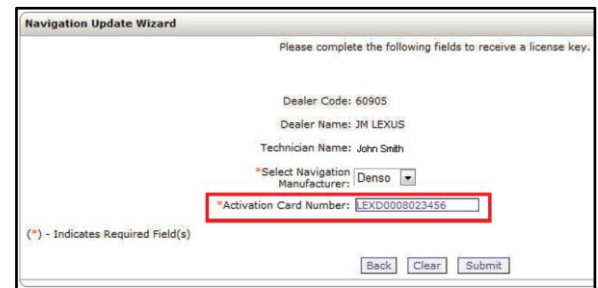 Navigation Update Wizard
Please complete the following fields to receive a license key.
Dealer Code: 60905
Dealer Name: JM LEXUS
Technician Name: John Smith
*Select Navigation
Manufacturer: Denso
*Activation Card Number: LEXD0008023456
(*) - Indicates Required Field(s)
Back Clear Submit